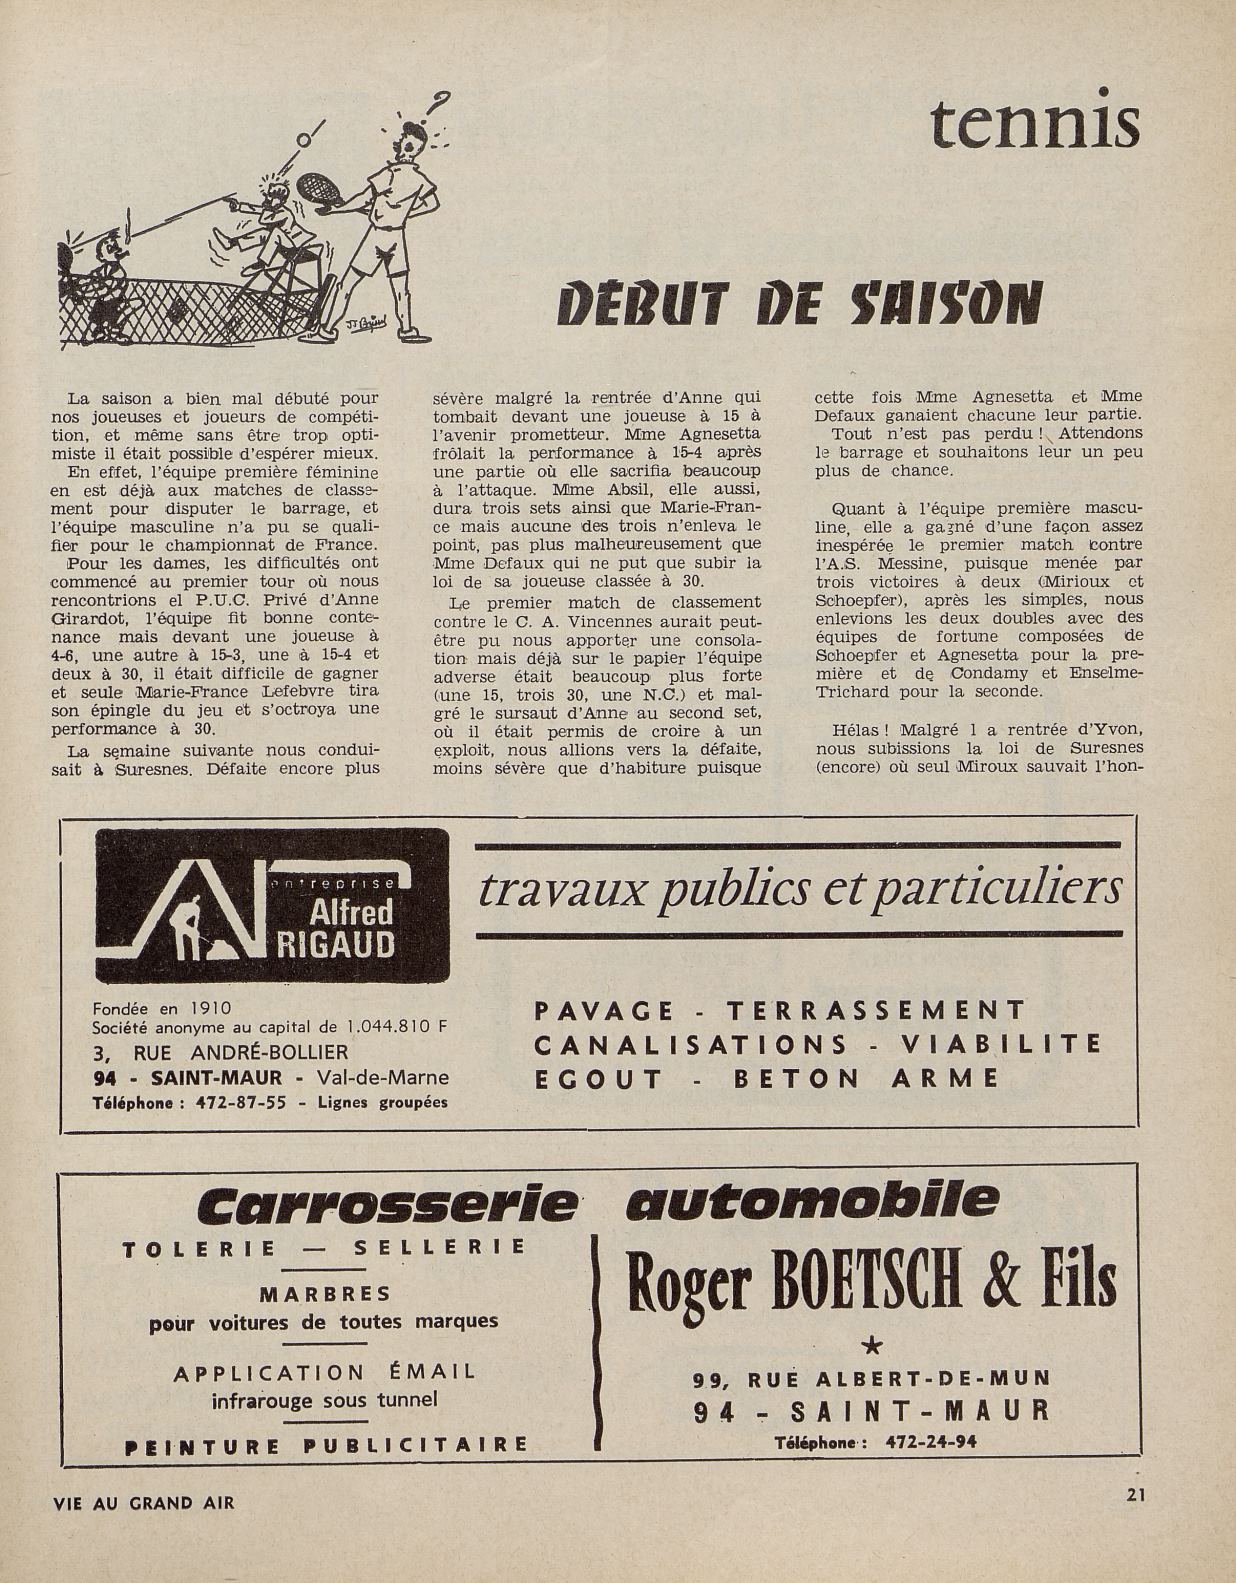 tennis
DÉBUT DE SAISON
La saison a bien mal débuté pour
nos joueuses et joueurs de compéti-
tion, et même sans être trop opti-
miste il était possible d'espérer mieux.
En effet, l'équipe première féminine
en est déjà aux matches de classe-
ment pour disputer le barrage, et
l'équipe masculine n'a pu se quali-
fier pour le championnat de France.
Pour les dames, les difficultés ont
commencé au premier tour où nous
rencontrions el P.U.C. Privé d'Anne
Girardot, l'équipe fit bonne conte-
nance mais devant une joueuse à
4-6, une autre à 15-3, une à 15-4 et
deux à 30, il était difficile de gagner
et seule Marie-France Lefebvre tira
son épingle du jeu et s'octroya une
performance à 30.
La semaine suivante nous condui-
sait à Suresnes. Défaite encore plus
sévère malgré la rentrée d'Anne qui
tombait devant une joueuse à 15 à
l'avenir prometteur. Mme Agnesetta
frôlait la performance à 15-4 après
une partie où elle sacrifia beaucoup
à l'attaque. Mme Absil, elle aussi,
dura trois sets ainsi que Marie-Fran-
ce mais aucune des trois n'enleva le
point, pas plus malheureusement que
Mme Defaux qui ne put que subir la
loi de sa joueuse classée à 30.
Le premier match de classement
contre le C. A. Vincennes aurait peut-
être pu nous apporter une consola-
tion mais déjà sur le papier l'équipe
adverse était beaucoup plus forte
(une 15, trois 30, une N.C.) et mal-
gré le sursaut d'Anne au second set,
où il était permis de croire à un
exploit, nous allions vers la défaite,
moins sévère que d'habiture puisque
cette fois Mme Agnesetta et Mme
Defaux ganaient chacune leur partie.
Tout n'est pas perdu ! Attendons
le barrage et souhaitons leur un peu
plus de chance.
Quant à l'équipe première mascu-
line, elle a gagné d'une façon assez
inespérée le premier match contre
l'A.S. Messine, puisque menée par
trois victoires à deux (Mirioux et
Schoepfer), après les simples, nous
enlevions les deux doubles avec des
équipes de fortune composées de
Schoepfer et Agnesetta pour la pre-
mière et de Condamy et Enselme-
Trichard pour la seconde.
Hélas ! Malgré l a rentrée d'Yvon,
nous subissions la loi de Suresnes
(encore) où seul Miroux sauvait l'hon-
entreprise
Alfred
RIGAUD
travaux publics et particuliers
Fondée en 1910
Société anonyme au capital de 1.044.810 F
3, RUE ANDRÉ-BOLLIER
94 - SAINT-MAUR - Val-de-Marne
Téléphone : 472-87-55 - Lignes groupées
PAVAGE - TERRASSEMENT
CANALISATIONS - VIABILITE
EGOUT - BETON ARME
Carrosserie automobile
TOLERIE — SELLERIE
MARBRES
pour voitures de toutes marques
APPLICATION ÉMAIL
infrarouge sous tunnel
PEINTURE PUBLICITAIRE
Roger BOETSCH & Fils
99, RUE ALBERT-DE-MUN
94 - SAINT-MAUR
Téléphone : 472-24-94
VIE AU GRAND AIR
21